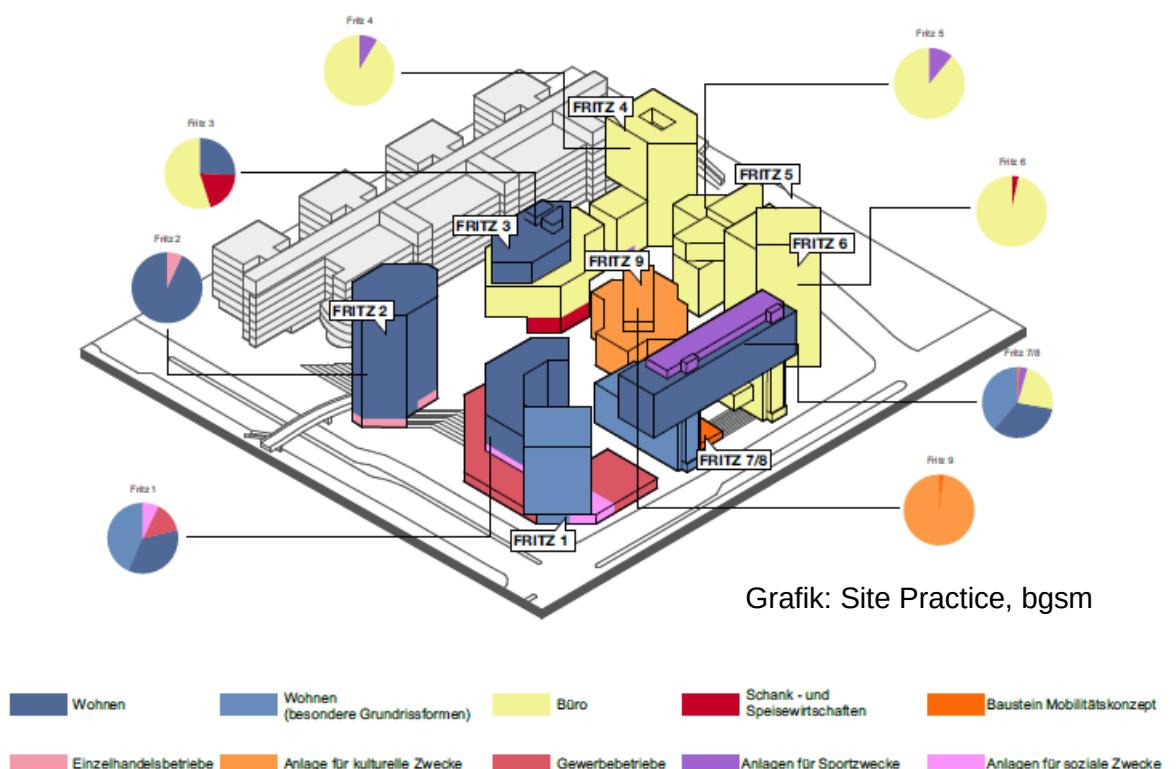 Fritz 4
Fritz 5
Fritz 3
Fritz 6
Fritz 2
Fritz 7/8
Fritz 1
Fritz 9
FRITZ 4
FRITZ 5
FRITZ 3
FRITZ 6
FRITZ 9
FRITZ 2
FRITZ 7/8
FRITZ 1
Grafik: Site Practice, bgsm
Wohnen
Wohnen
(besondere Grundrissformen)
Büro
Schank - und
Speisewirtschaften
Baustein Mobilitätskonzept
Einzelhandelsbetriebe
Anlage für kulturelle Zwecke
Gewerbebetriebe
Anlagen für Sportzwecke
Anlagen für soziale Zwecke